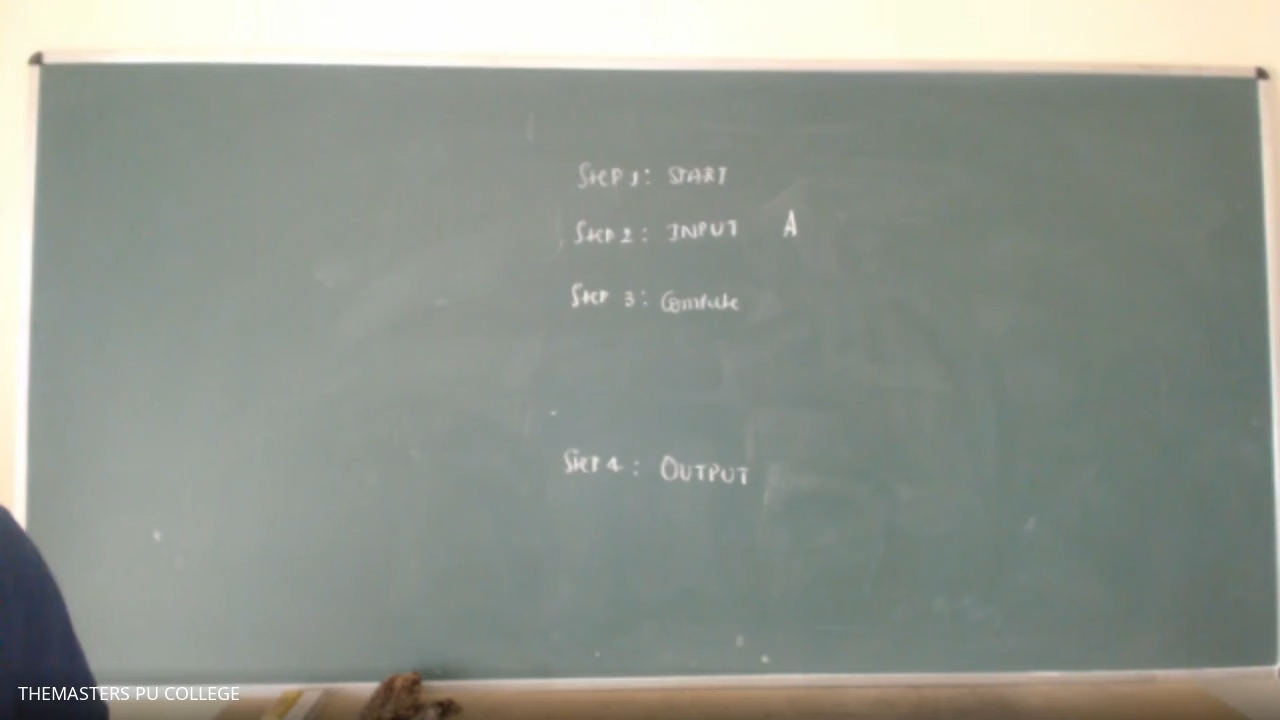 Step 1: START
Step 2: INPUT A
Step 3: Compute
Step 4: OUTPUT
THEMASTERS PU COLLEGE